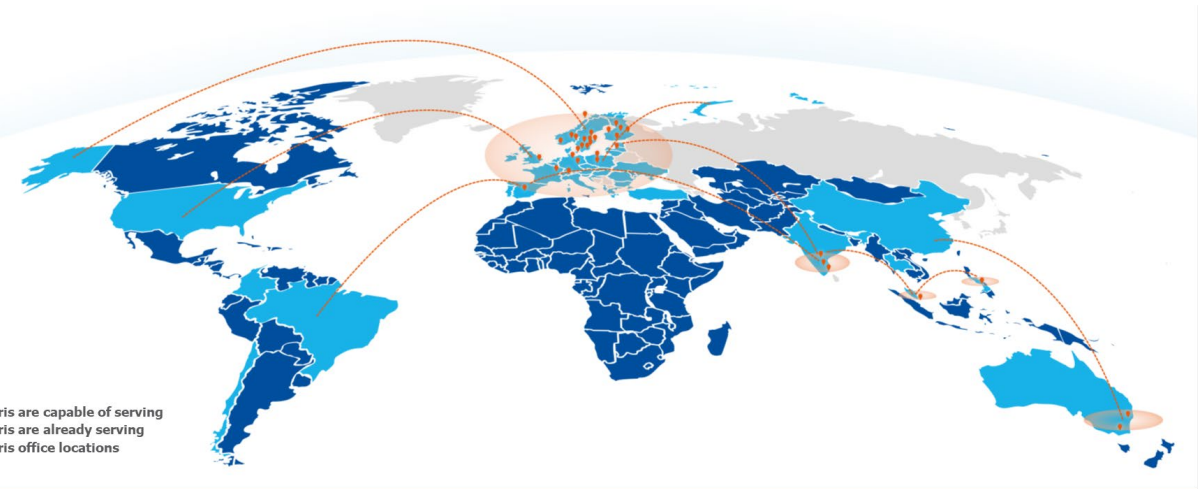 ris are capable of serving
ris are already serving
ris office locations